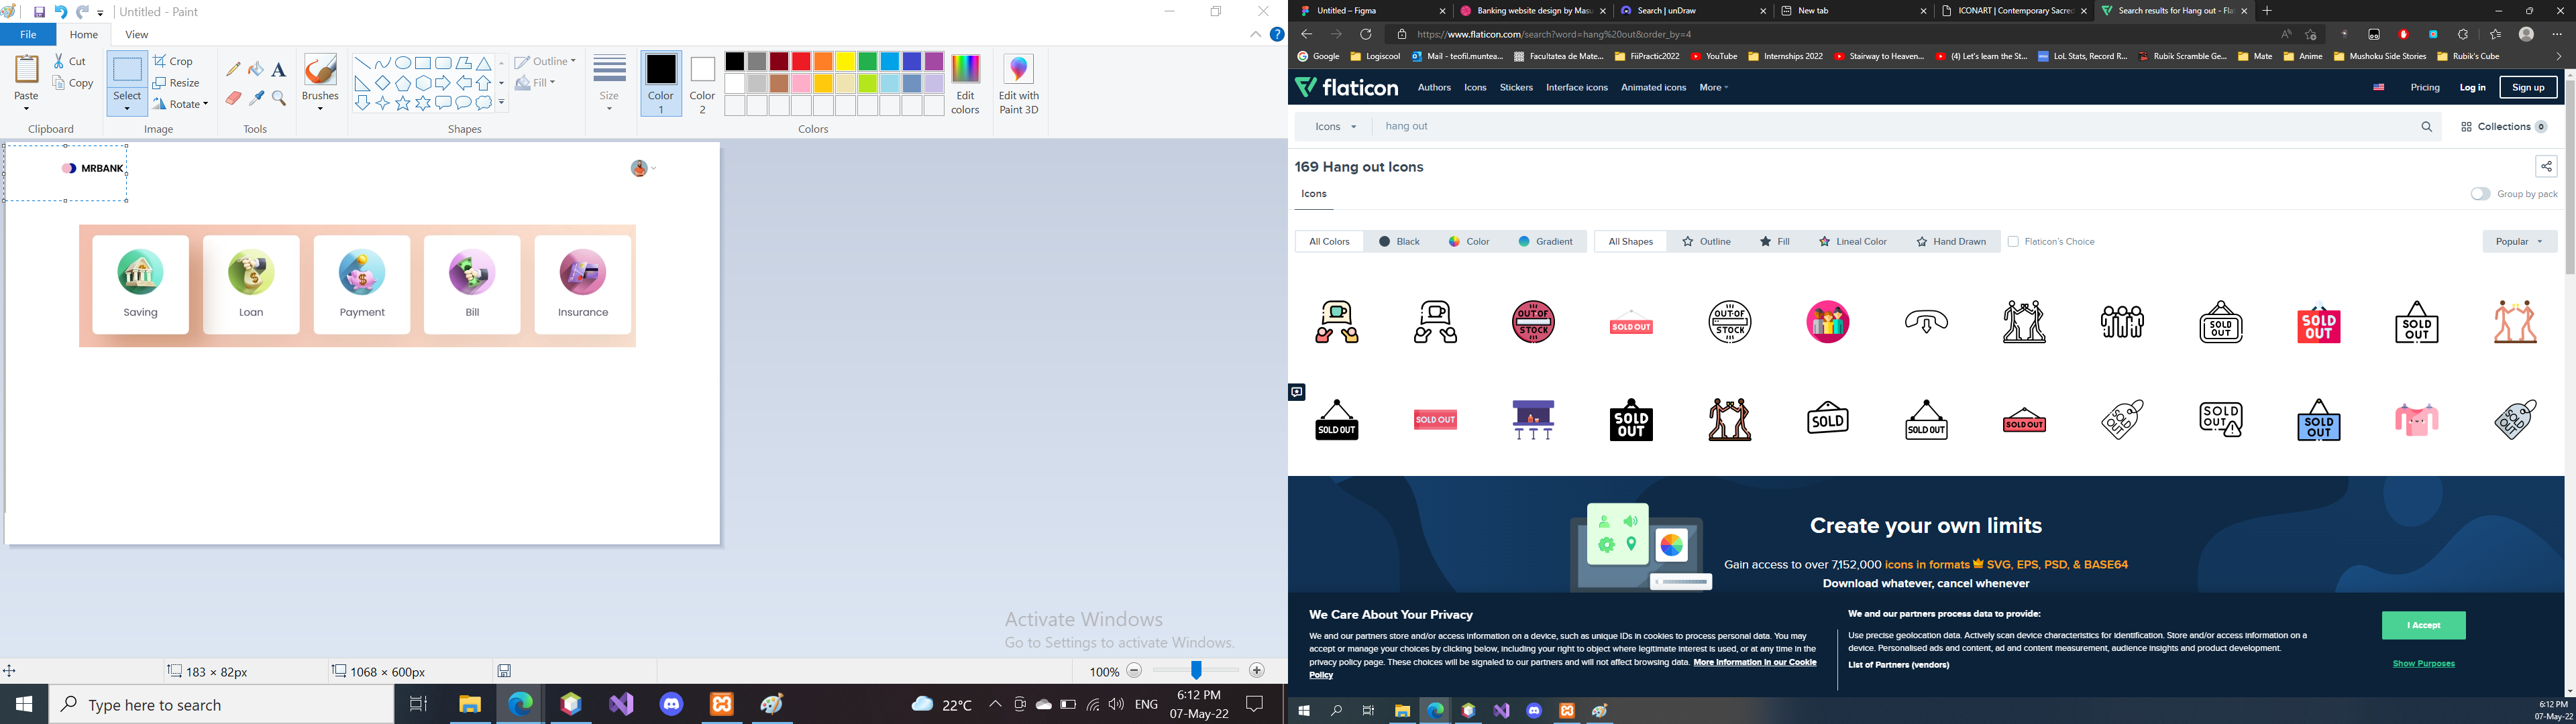 Untitled - Paint
File
Home
View
Paste
Cut
Copy
Clipboard
Select
Crop
Resize
Rotate
Image
A
Tools
Brushes
Shapes
Outline
Fill
Size
Color 1
Color 2
Edit colors
Edit with Paint 3D
Colors
MRBANK
Saving
Loan
Payment
Bill
Insurance
Activate Windows
Go to Settings to activate Windows.
183 × 82px
1068 × 600px
100%
Type here to search
22°C
ENG
6:12 PM
07-May-22
Untitled – Figma
Banking website design by Masu
Search | unDraw
New tab
ICONART | Contemporary Sacred
Search results for Hang out - Fla
https://www.flaticon.com/search?word=hang%20out&order_by=4
Google
Logiscool
Mail - teofil.muntea...
Facultatea de Mate...
FiiPractic2022
YouTube
Internships 2022
Stairway to Heaven...
(4) Let's learn the St...
LoL Stats, Record R...
Rubik Scramble Ge...
Mate
Anime
Mushoku Side Stories
Rubik's Cube
flaticon
Authors
Icons
Stickers
Interface icons
Animated icons
More
Pricing
Log in
Sign up
Icons
hang out
Collections 0
169 Hang out Icons
Icons
Group by pack
All Colors
Black
Color
Gradient
All Shapes
Outline
Fill
Lineal Color
Hand Drawn
Flaticon's Choice
Popular
OUT OF STOCK
SOLD OUT
OUT OF STOCK
SOLD OUT
SOLD OUT
SOLD OUT
SOLD OUT
SOLD OUT
SOLD OUT
SOLD
SOLD OUT
SOLD OUT
SOLD OUT
SOLD OUT
SOLD OUT
SOLD OUT
Create your own limits
Gain access to over 7,152,000 icons in formats SVG, EPS, PSD, & BASE64
Download whatever, cancel whenever
We Care About Your Privacy
We and our partners store and/or access information on a device, such as unique IDs in cookies to process personal data. You may
accept or manage your choices by clicking below, including your right to object where legitimate interest is used, or at any time in the
privacy policy page. These choices will be signaled to our partners and will not affect browsing data. More information in our Cookie
Policy
We and our partners process data to provide:
Use precise geolocation data. Actively scan device characteristics for identification. Store and/or access information on a
device. Personalised ads and content, ad and content measurement, audience insights and product development.
List of Partners (vendors)
I Accept
Show Purposes
6:12 PM
07-May-22